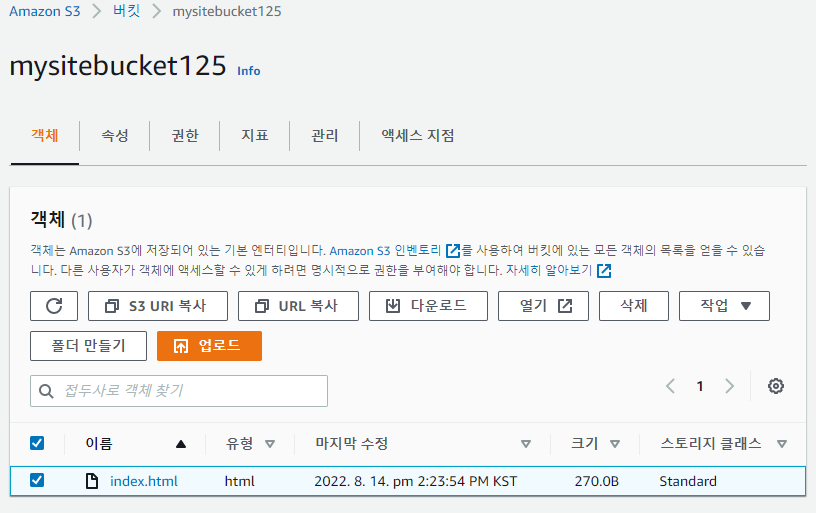 Amazon S3 > 버킷 > mysitebucket125
mysitebucket125 Info
객체 속성 권한 지표 관리 액세스 지점
객체 (1)
객체는 Amazon S3에 저장되어 있는 기본 엔터티입니다. Amazon S3 인벤토리를 사용하여 버킷에 있는 모든 객체의 목록을 얻을 수 있습
니다. 다른 사용자가 객체에 액세스할 수 있게 하려면 명시적으로 권한을 부여해야 합니다. 자세히 알아보기
S3 URI 복사 URL 복사 다운로드 열기 삭제 작업
폴더 만들기 업로드
접두사로 객체 찾기 1
이름 유형 마지막 수정 크기 스토리지 클래스
index.html html 2022. 8. 14. pm 2:23:54 PM KST 270.0B Standard